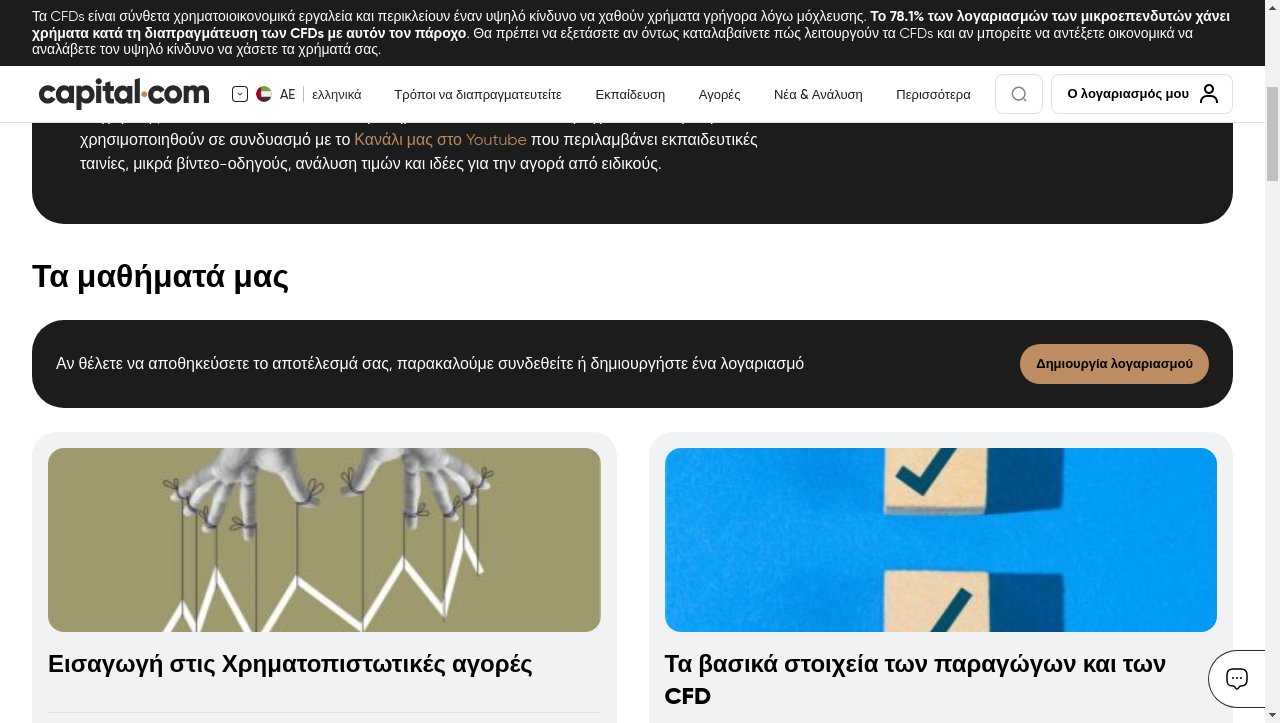 Τα CFDs είναι σύνθετα χρηματοιοικονομικά εργαλεία και περικλείουν έναν υψηλό κίνδυνο να χαθούν χρήματα γρήγορα λόγω μόχλευσης. Το 78.1% των λογαριασμών των μικροεπενδυτών χάνει
χρήματα κατά τη διαπραγμάτευση των CFDs με αυτόν τον πάροχο. Θα πρέπει να εξετάσετε αν όντως καταλαβαίνετε πώς λειτουργούν τα CFDs και αν μπορείτε να αντέξετε οικονομικά να
αναλάβετε τον υψηλό κίνδυνο να χάσετε τα χρήματά σας.
capital.com
AE
ελληνικά
Τρόποι να διαπραγματευτείτε
Εκπαίδευση
Αγορές
Νέα & Ανάλυση
Περισσότερα
Ο λογαριασμός μου
χρησιμοποιηθούν σε συνδυασμό με το Κανάλι μας στο Youtube που περιλαμβάνει εκπαιδευτικές
ταινίες, μικρά βίντεο-οδηγούς, ανάλυση τιμών και ιδέες για την αγορά από ειδικούς.
Τα μαθήματά μας
Αν θέλετε να αποθηκεύσετε το αποτέλεσμά σας, παρακαλούμε συνδεθείτε ή δημιουργήστε ένα λογαριασμό
Δημιουργία λογαριασμού
Εισαγωγή στις Χρηματοπιστωτικές αγορές
Τα βασικά στοιχεία των παραγώγων και των
CFD